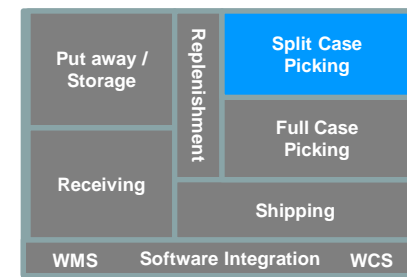 Put away /
Storage
Replenishment
Split Case
Picking
Full Case
Picking
Receiving
Shipping
WMS Software Integration WCS